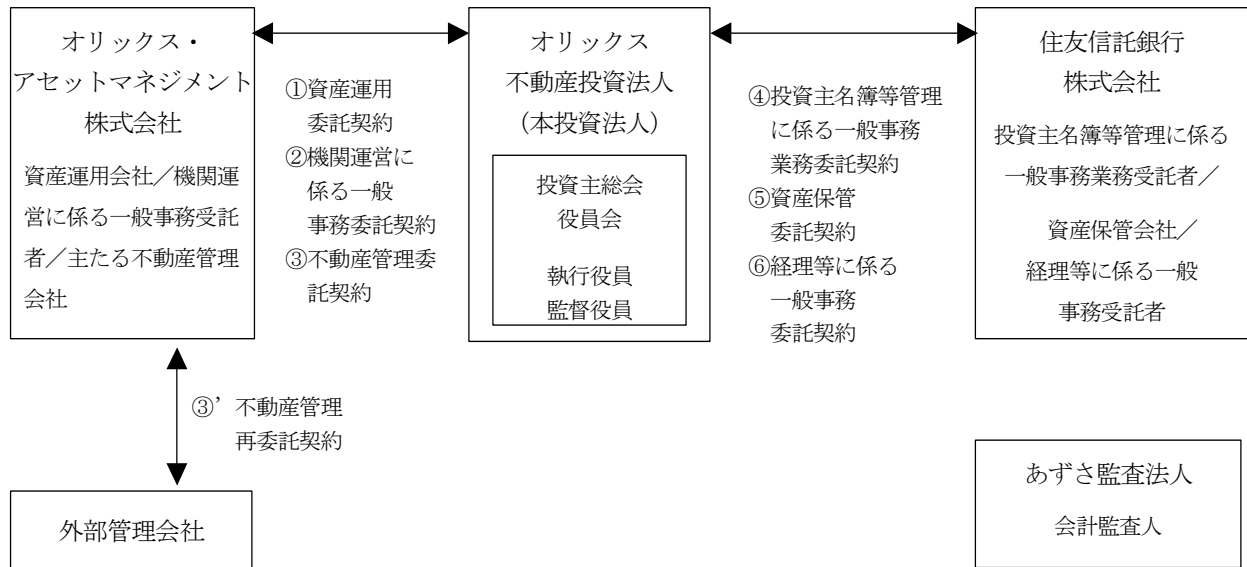 オリックス・
アセットマネジメント
株式会社
資産運用会社／機関運
営に係る一般事務受託
者／主たる不動産管理
会社
①資産運用
委託契約
②機関運営に
係る一般
事務委託契約
③不動産管理委
託契約
オリックス
不動産投資法人
（本投資法人）
投資主総会
役員会
執行役員
監督役員
④投資主名簿等管理
に係る一般事務
業務委託契約
⑤資産保管
委託契約
⑥経理等に係る
一般事務
委託契約
住友信託銀行
株式会社
投資主名簿等管理に係る
一般事務業務受託者／
資産保管会社／
経理等に係る一般
事務受託者
③’不動産管理
再委託契約
外部管理会社
あずさ監査法人
会計監査人